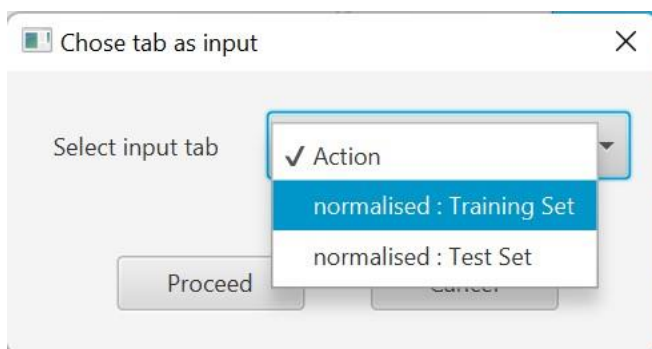 Chose tab as input
Select input tab
✓ Action
normalised : Training Set
normalised : Test Set
Proceed